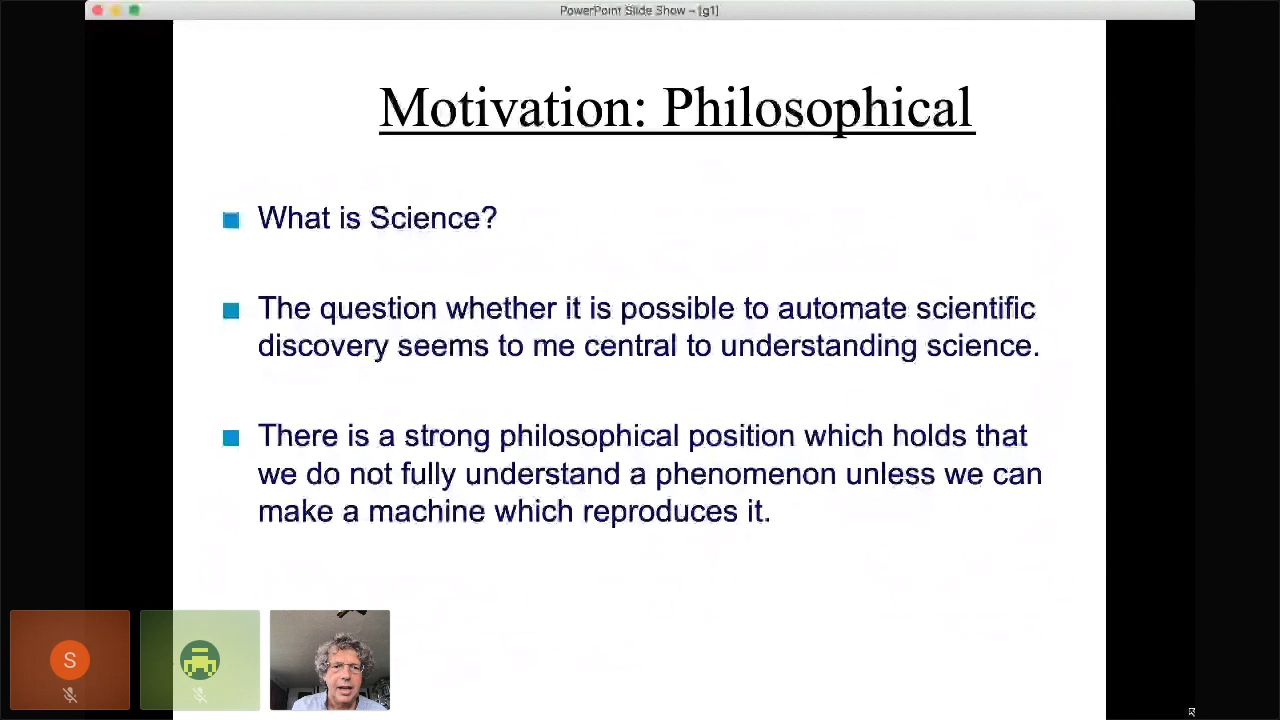 PowerPoint Slide Show - [g1]
Motivation: Philosophical
What is Science?
The question whether it is possible to automate scientific
discovery seems to me central to understanding science.
There is a strong philosophical position which holds that
we do not fully understand a phenomenon unless we can
make a machine which reproduces it.
S